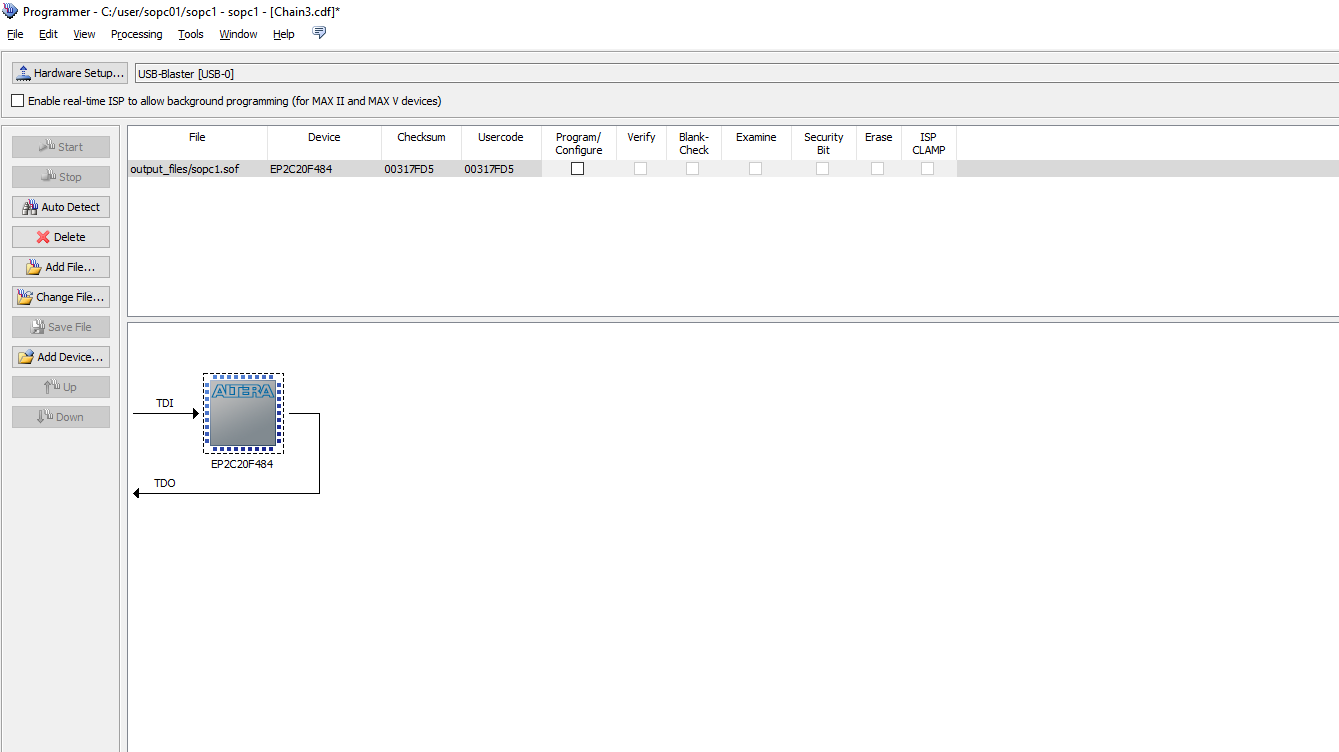 Programmer - C:/user/sopc01/sopc1 - sopc1 - [Chain3.cdf]*
File Edit View Processing Tools Window Help
Hardware Setup... USB-Blaster [USB-0]
Enable real-time ISP to allow background programming (for MAX II and MAX V devices)
Start
Stop
Auto Detect
Delete
Add File...
Change File...
Save File
Add Device...
Up
Down
File Device Checksum Usercode Program/ Verify Blank- Examine Security Erase ISP
Configure Check Bit CLAMP
output_files/sopc1.sof EP2C20F484 00317FD5 00317FD5
ALTERA
TDI
EP2C20F484
TDO